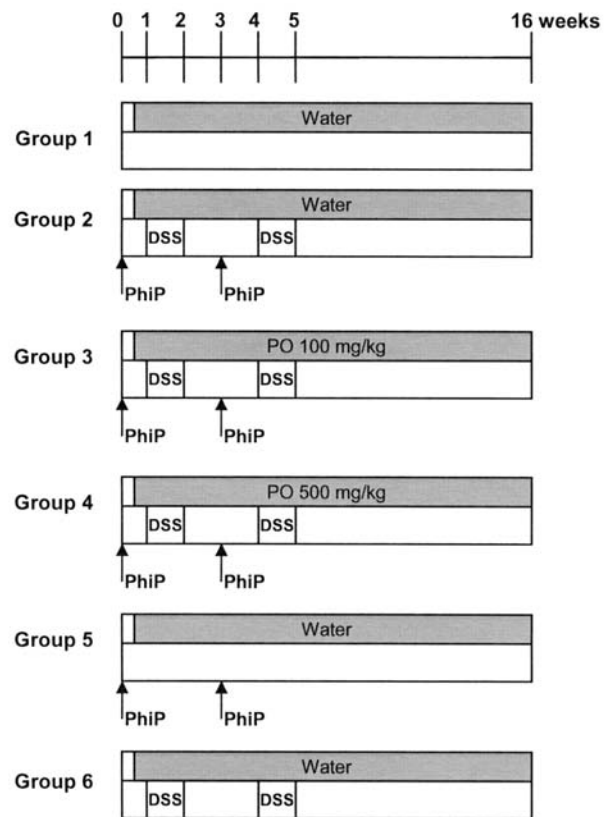 0 1 2 3 4 5 16 weeks
Group 1
Water
Group 2
Water
DSS DSS
PhiP PhiP
Group 3
PO 100 mg/kg
DSS DSS
PhiP PhiP
Group 4
PO 500 mg/kg
DSS DSS
PhiP PhiP
Group 5
Water
PhiP PhiP
Group 6
Water
DSS DSS